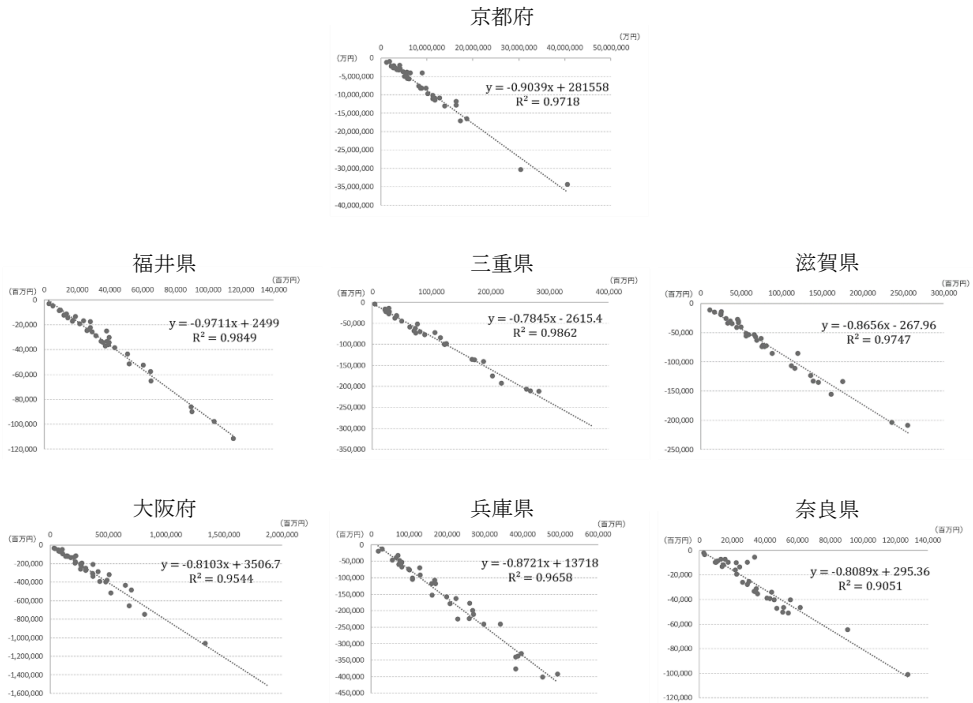 京都府
(万円)
0 10,000,000 20,000,000 30,000,000 40,000,000 50,000,000
(万円)
0
-5,000,000
-10,000,000
-15,000,000
-20,000,000
-25,000,000
-30,000,000
-35,000,000
-40,000,000
y = -0.9039x + 281558
R² = 0.9718
福井県
(百万円)
(百万円)
0 20,000 40,000 60,000 80,000 100,000 120,000 140,000
0
-20,000
-40,000
-60,000
-80,000
-100,000
-120,000
y = -0.9711x + 2499
R² = 0.9849
三重県
(百万円)
(百万円)
0 100,000 200,000 300,000 400,000
0
-50,000
-100,000
-150,000
-200,000
-250,000
-300,000
-350,000
y = -0.7845x - 2615.4
R² = 0.9862
滋賀県
(百万円)
(百万円)
0 50,000 100,000 150,000 200,000 250,000 300,000
0
-50,000
-100,000
-150,000
-200,000
-250,000
y = -0.8656x - 267.96
R² = 0.9747
大阪府
(百万円)
(百万円)
0 500,000 1,000,000 1,500,000 2,000,000
0
-200,000
-400,000
-600,000
-800,000
-1,000,000
-1,200,000
-1,400,000
-1,600,000
y = -0.8103x + 3506.7
R² = 0.9544
兵庫県
(百万円)
(百万円)
0 100,000 200,000 300,000 400,000 500,000 600,000
0
-50,000
-100,000
-150,000
-200,000
-250,000
-300,000
-350,000
-400,000
-450,000
y = -0.8721x + 13718
R² = 0.9658
奈良県
(百万円)
(百万円)
0 20,000 40,000 60,000 80,000 100,000 120,000 140,000
0
-20,000
-40,000
-60,000
-80,000
-100,000
-120,000
y = -0.8089x + 295.36
R² = 0.9051